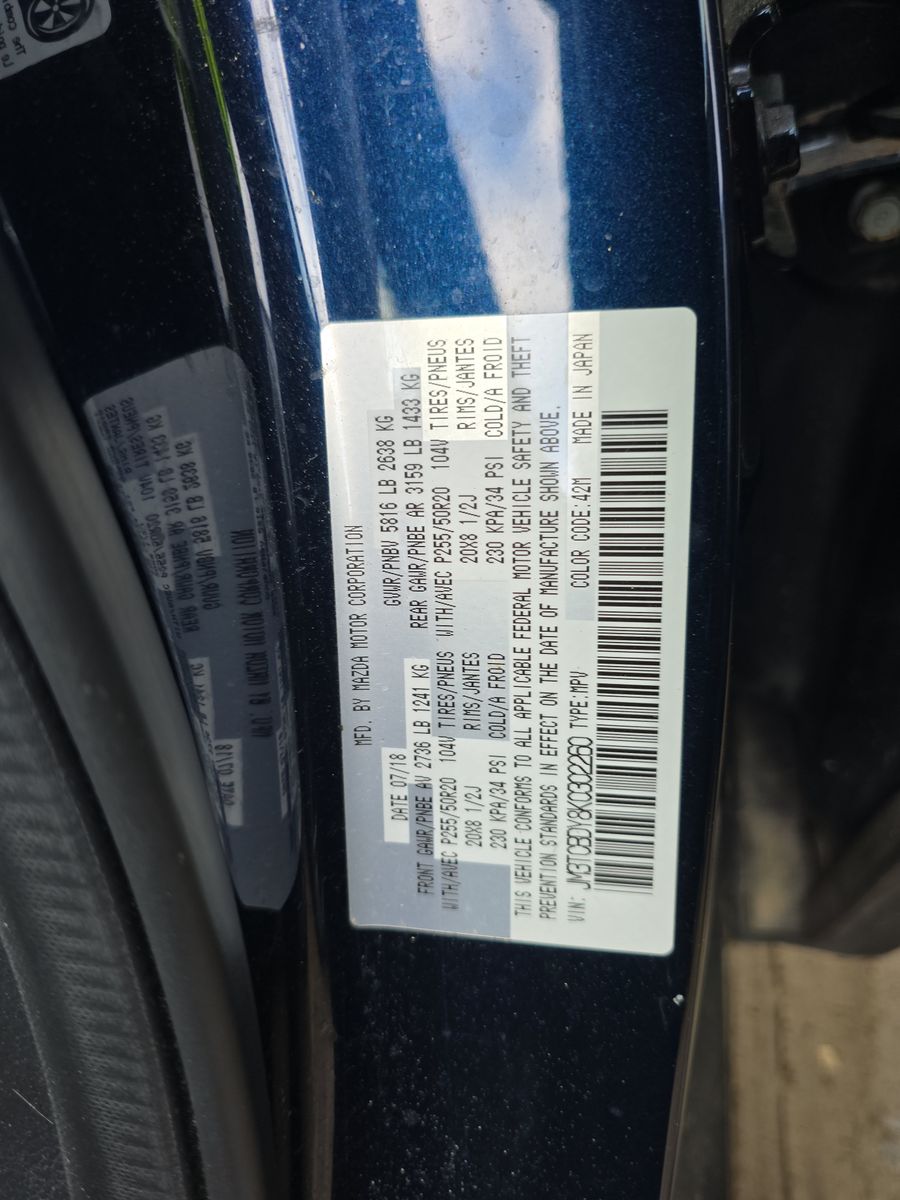 MFD. BY MAZDA MOTOR CORPORATION
DATE 07/18 GVWR/PNBV 5816 LB 2638 KG
FRONT GAWR/PNBE AV 2736 LB 1241 KG REAR GAWR/PNBE AR 3159 LB 1433 KG
WITH/AVEC P255/50R20 104V TIRES/PNEUS WITH/AVEC P255/50R20 104V TIRES/PNEUS
20X8 1/2J RIMS/JANTES 20X8 1/2J RIMS/JANTES
230 KPA/34 PSI COLD/A FROID 230 KPA/34 PSI COLD/A FROID
THIS VEHICLE CONFORMS TO ALL APPLICABLE FEDERAL MOTOR VEHICLE SAFETY AND THEFT
PREVENTION STANDARDS IN EFFECT ON THE DATE OF MANUFACTURE SHOWN ABOVE.
VIN: JM3TCBDY8K0302260 TYPE:MPV COLOR CODE:42M MADE IN JAPAN